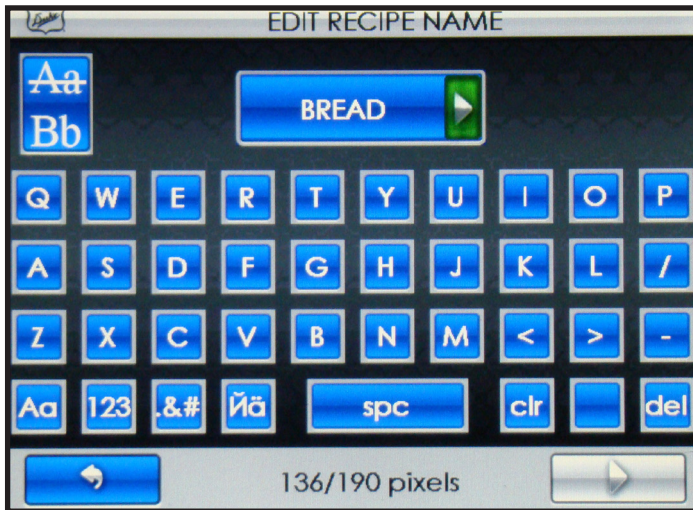 EDIT RECIPE NAME
Aa
Bb
BREAD
Q W E R T Y U I O P
A S D F G H J K L /
Z X C V B N M < > -
Aa 123 .&# Йä spc clr del
136/190 pixels